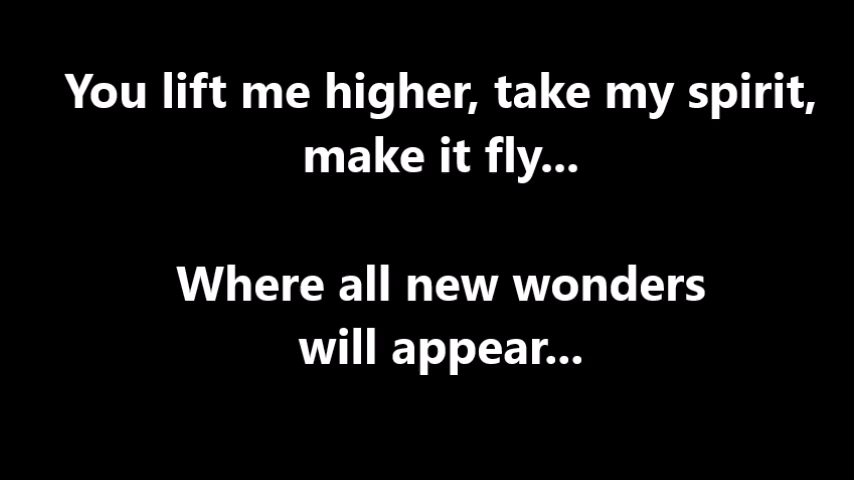 You lift me higher, take my spirit,
make it fly...
Where all new wonders
will appear...